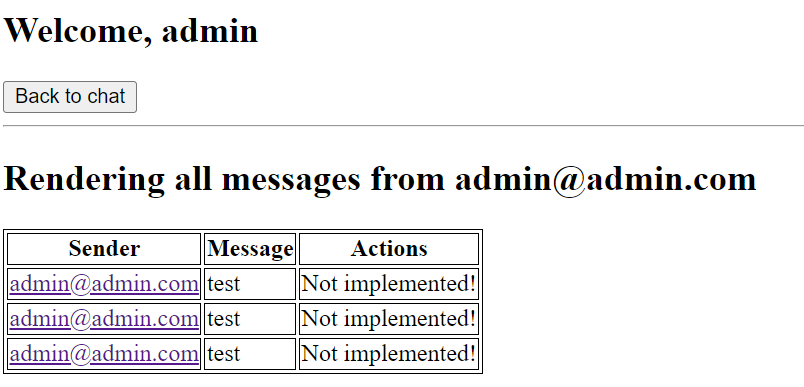 Welcome, admin
Back to chat
Rendering all messages from admin@admin.com
Sender Message Actions
admin@admin.com test Not implemented!
admin@admin.com test Not implemented!
admin@admin.com test Not implemented!